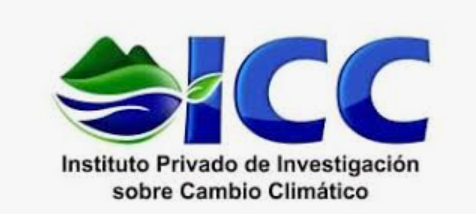 ICC
Instituto Privado de Investigación
sobre Cambio Climático